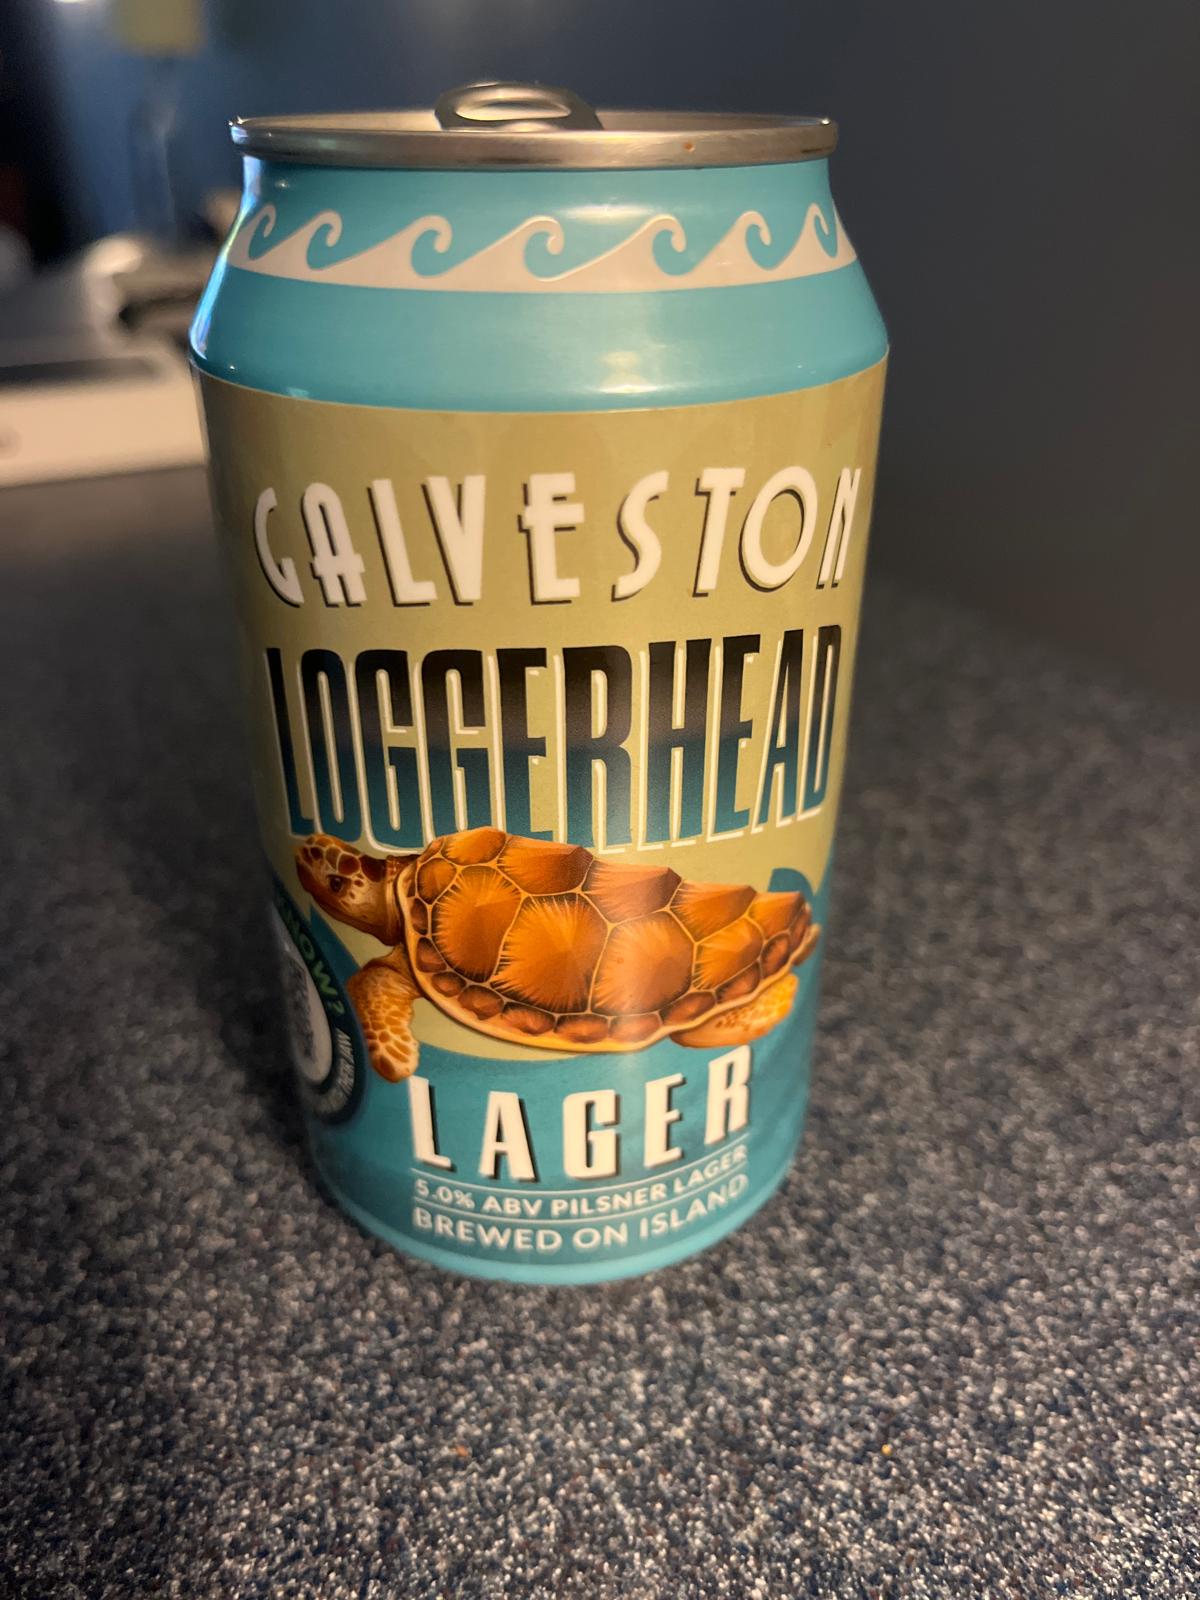 GALVESTON
LOGGERHEAD
LAGER
5.0% ABV PILSNER LAGER
BREWED ON ISLAND